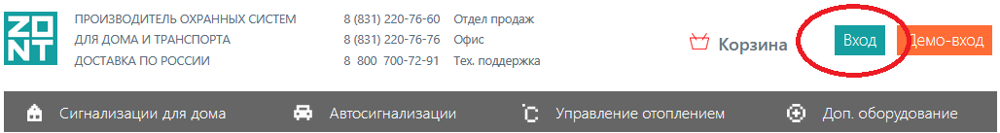 ZONT
ПРОИЗВОДИТЕЛЬ ОХРАННЫХ СИСТЕМ 8 (831) 220-76-60 Отдел продаж
ДЛЯ ДОМА И ТРАНСПОРТА 8 (831) 220-76-76 Офис
ДОСТАВКА ПО РОССИИ 8 800 700-72-91 Тех. поддержка
Корзина Вход Демо-вход
Сигнализации для дома Автосигнализации °C Управление отоплением Доп. оборудование